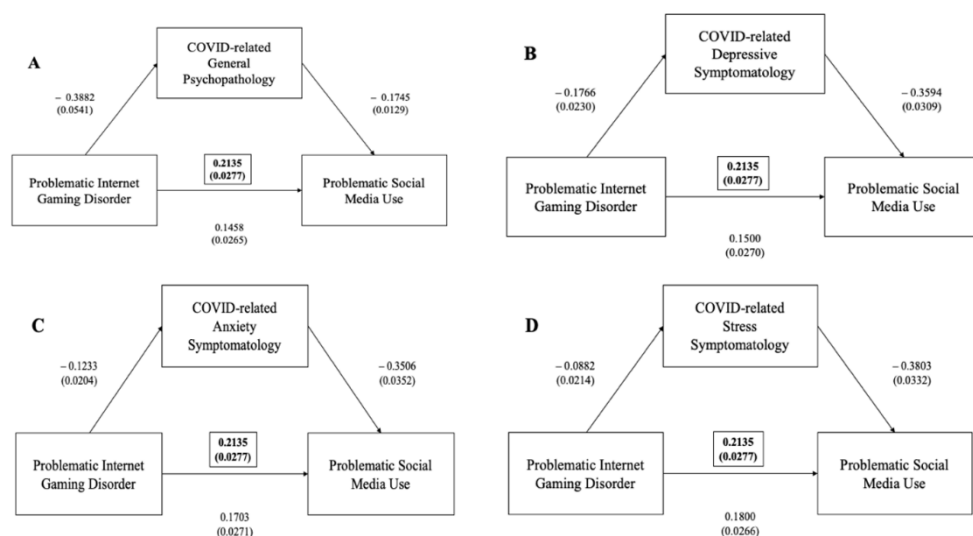 A
COVID-related
General
Psychopathology
– 0.3882
(0.0541)
– 0.1745
(0.0129)
Problematic Internet
Gaming Disorder
0.2135
(0.0277)
Problematic Social
Media Use
0.1458
(0.0265)
B
COVID-related
Depressive
Symptomatology
– 0.1766
(0.0230)
– 0.3594
(0.0309)
Problematic Internet
Gaming Disorder
0.2135
(0.0277)
Problematic Social
Media Use
0.1500
(0.0270)
C
COVID-related
Anxiety
Symptomatology
– 0.1233
(0.0204)
– 0.3506
(0.0352)
Problematic Internet
Gaming Disorder
0.2135
(0.0277)
Problematic Social
Media Use
0.1703
(0.0271)
D
COVID-related
Stress
Symptomatology
– 0.0882
(0.0214)
– 0.3803
(0.0332)
Problematic Internet
Gaming Disorder
0.2135
(0.0277)
Problematic Social
Media Use
0.1800
(0.0266)